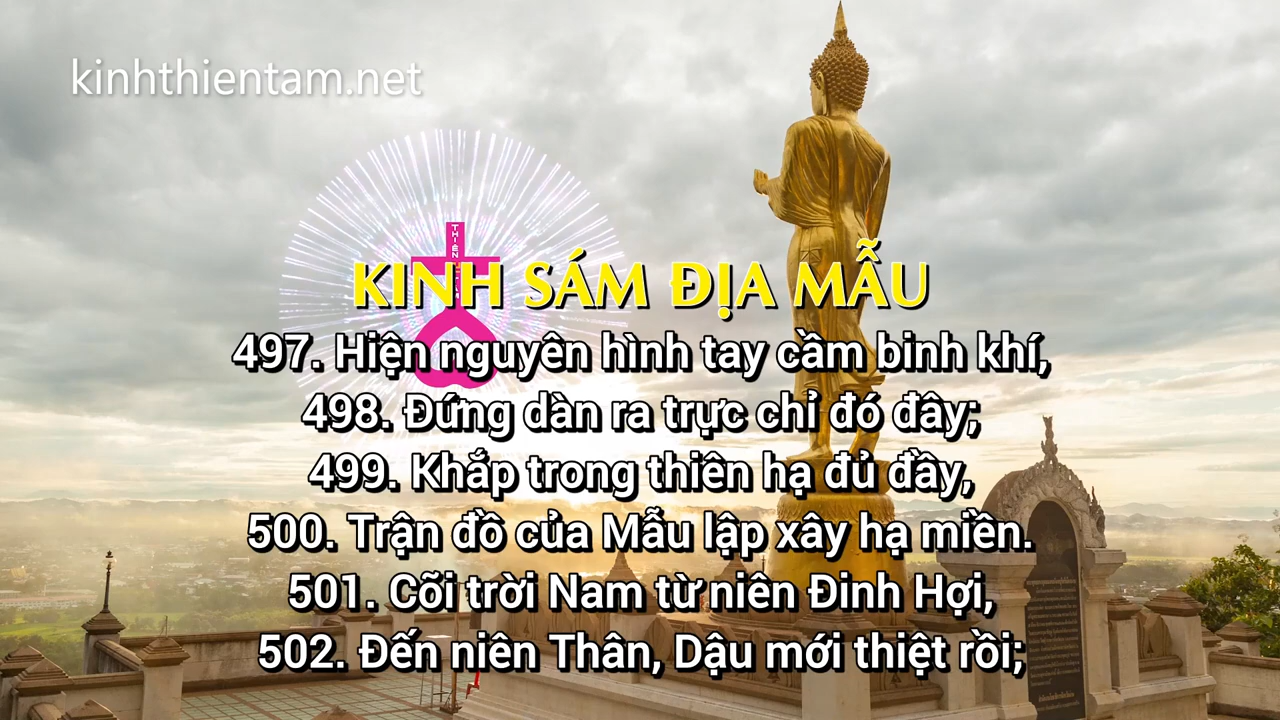 kinhthientam.net
KINH SÁM ĐỊA MẪU
497. Hiện nguyên hình tay cầm binh khí,
498. Đứng dàn ra trực chỉ đó đây;
499. Khắp trong thiên hạ đủ đầy,
500. Trận đồ của Mẫu lập xây hạ miền.
501. Cõi trời Nam từ niên Đinh Hợi,
502. Đến niên Thân, Dậu mới thiệt rồi;